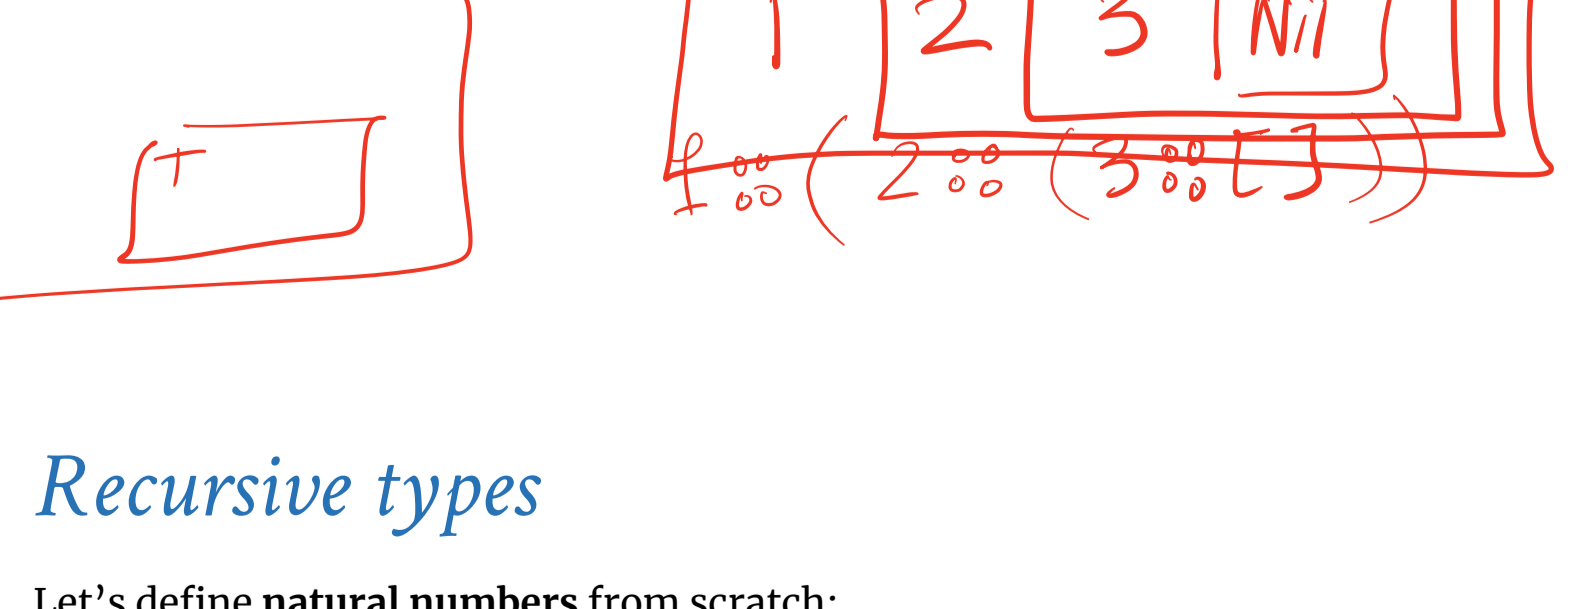 1 2 3 Nil
1 :: ( 2 :: ( 3 :: [ ] ) )
T
Recursive types
Let’s define natural numbers from scratch: